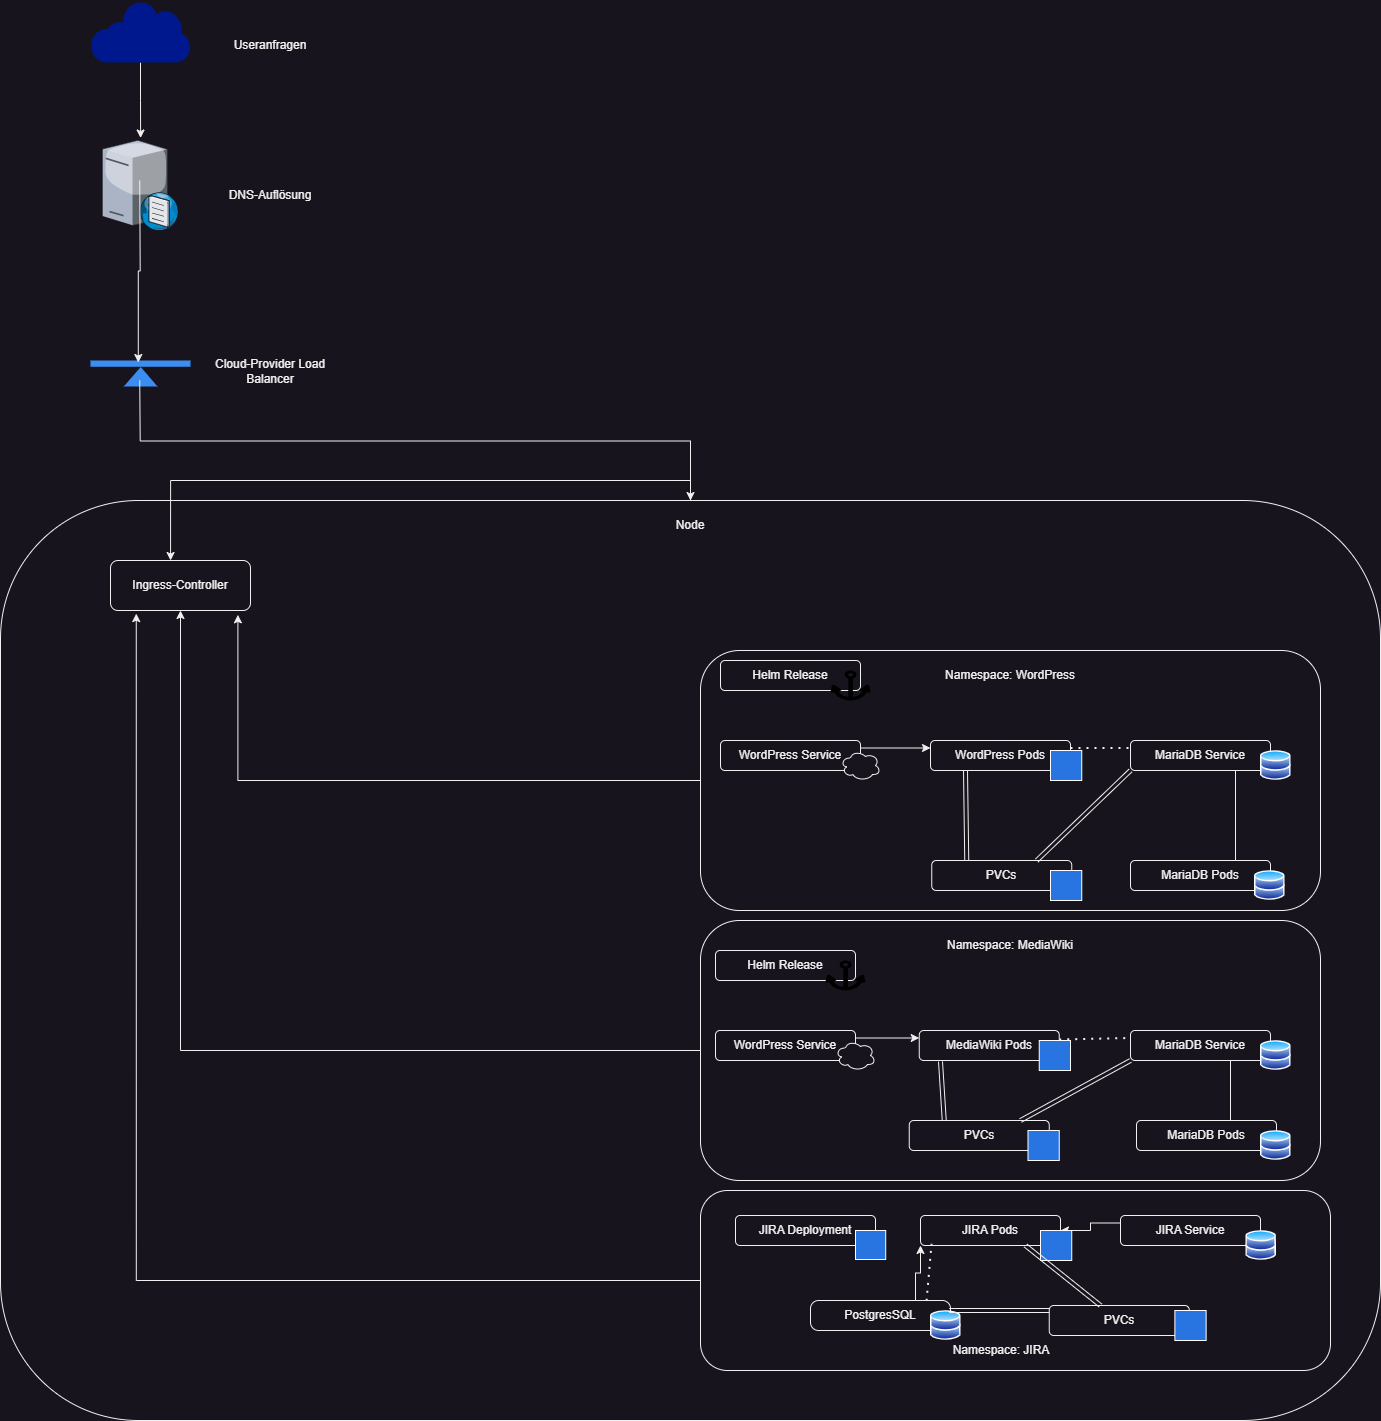 Useranfragen
DNS-Auflösung
Cloud-Provider Load
Balancer
Node
Ingress-Controller
Helm Release
Namespace: WordPress
WordPress Service
WordPress Pods
MariaDB Service
PVCs
MariaDB Pods
Namespace: MediaWiki
Helm Release
WordPress Service
MediaWiki Pods
MariaDB Service
PVCs
MariaDB Pods
JIRA Deployment
JIRA Pods
JIRA Service
PostgresSQL
PVCs
Namespace: JIRA